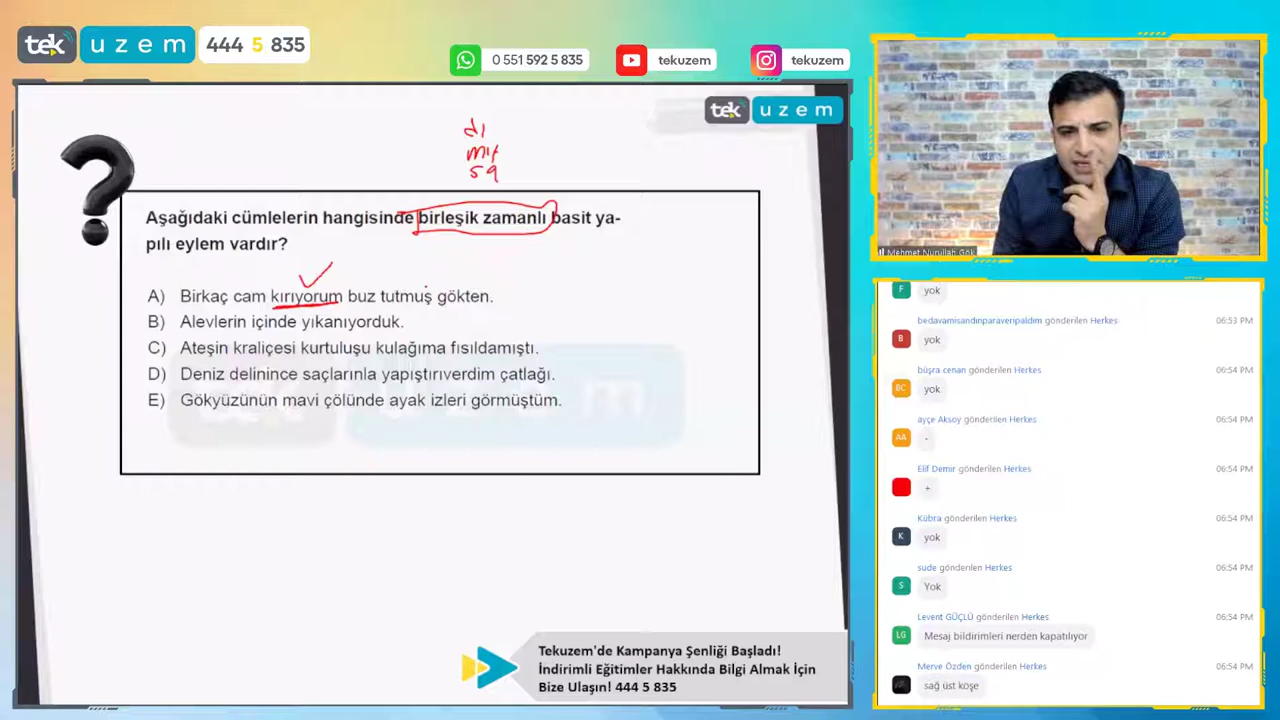 tek uzem 444 5 835
0 551 592 5 835
tekuzem
tekuzem
tek uzem
dı
mış
sa
Aşağıdaki cümlelerin hangisinde birleşik zamanlı basit ya-
pılı eylem vardır?
A) Birkaç cam kırıyorum buz tutmuş gökten.
B) Alevlerin içinde yıkanıyorduk.
C) Ateşin kraliçesi kurtuluşu kulağıma fısıldamıştı.
D) Deniz delinince saçlarınla yapıştırıverdim çatlağı.
E) Gökyüzünün mavi çölünde ayak izleri görmüştüm.
Tekuzem'de Kampanya Şenliği Başladı!
İndirimli Eğitimler Hakkında Bilgi Almak İçin
Bize Ulaşın! 444 5 835
Mehmet Nurullah Gök
F yok
bedavamisandınparaveripaldım gönderilen Herkes 06:53 PM
B yok
büşra cenan gönderilen Herkes 06:54 PM
BC yok
ayçe Aksoy gönderilen Herkes 06:54 PM
AA -
Elif Demir gönderilen Herkes 06:54 PM
+
Kübra gönderilen Herkes 06:54 PM
K yok
sude gönderilen Herkes 06:54 PM
S Yok
Levent GÜÇLÜ gönderilen Herkes 06:54 PM
LG Mesaj bildirimleri nerden kapatılıyor
Merve Özden gönderilen Herkes 06:54 PM
sağ üst köşe